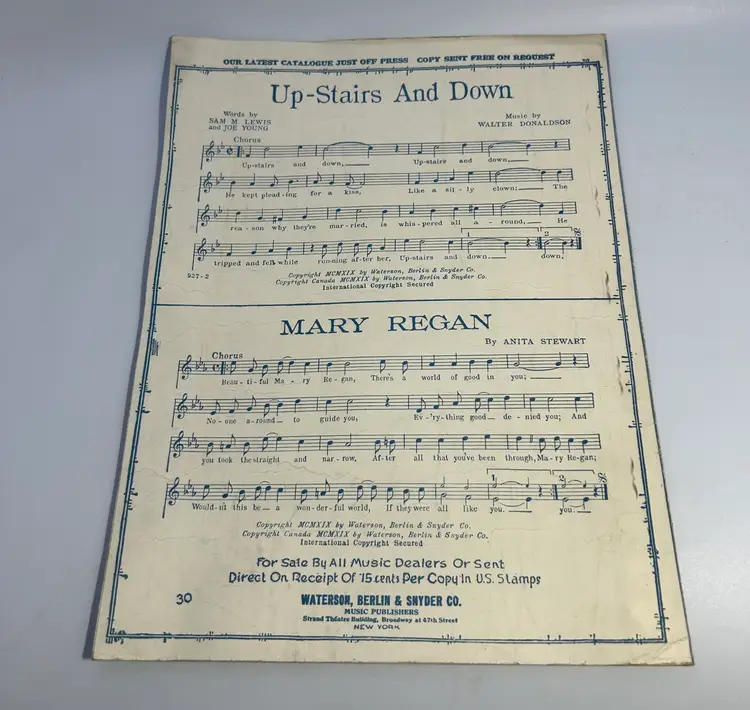 OUR LATEST CATALOGUE JUST OFF PRESS COPY SENT FREE ON REQUEST
Up-Stairs And Down
Words by
SAM M. LEWIS
and JOE YOUNG
Music by
WALTER DONALDSON
Chorus
Up-stairs and down, Up-stairs and down,
He kept plead-ing for a kiss, Like a sil-ly clown; The
rea-son why they're mar-ried, is whis-pered all a-round, He
1 2
tripped and fell while run-ning af-ter her, Up-stairs and down. down.
927-2
Copyright MCMXIX by Waterson, Berlin & Snyder Co.
Copyright Canada MCMXIX by Waterson, Berlin & Snyder Co.
International Copyright Secured
MARY REGAN
By ANITA STEWART
Chorus
Beau-ti-ful Ma-ry Re-gan, There's a world of good in you;
No-one a-round to guide you, Ev-'ry-thing good de-nied you; And
you took the straight and nar-row, Af-ter all that you've been through, Ma-ry Re-gan;
1 2
Would-n't this be a won-der-ful world, If they were all like you. you.
Copyright MCMXIX by Waterson, Berlin & Snyder Co.
Copyright Canada MCMXIX by Waterson, Berlin & Snyder Co.
International Copyright Secured
For Sale By All Music Dealers Or Sent
Direct On Receipt Of 15 cents Per Copy In U.S. Stamps
30
WATERSON, BERLIN & SNYDER CO.
MUSIC PUBLISHERS
Strand Theatre Building, Broadway at 47th Street
NEW YORK